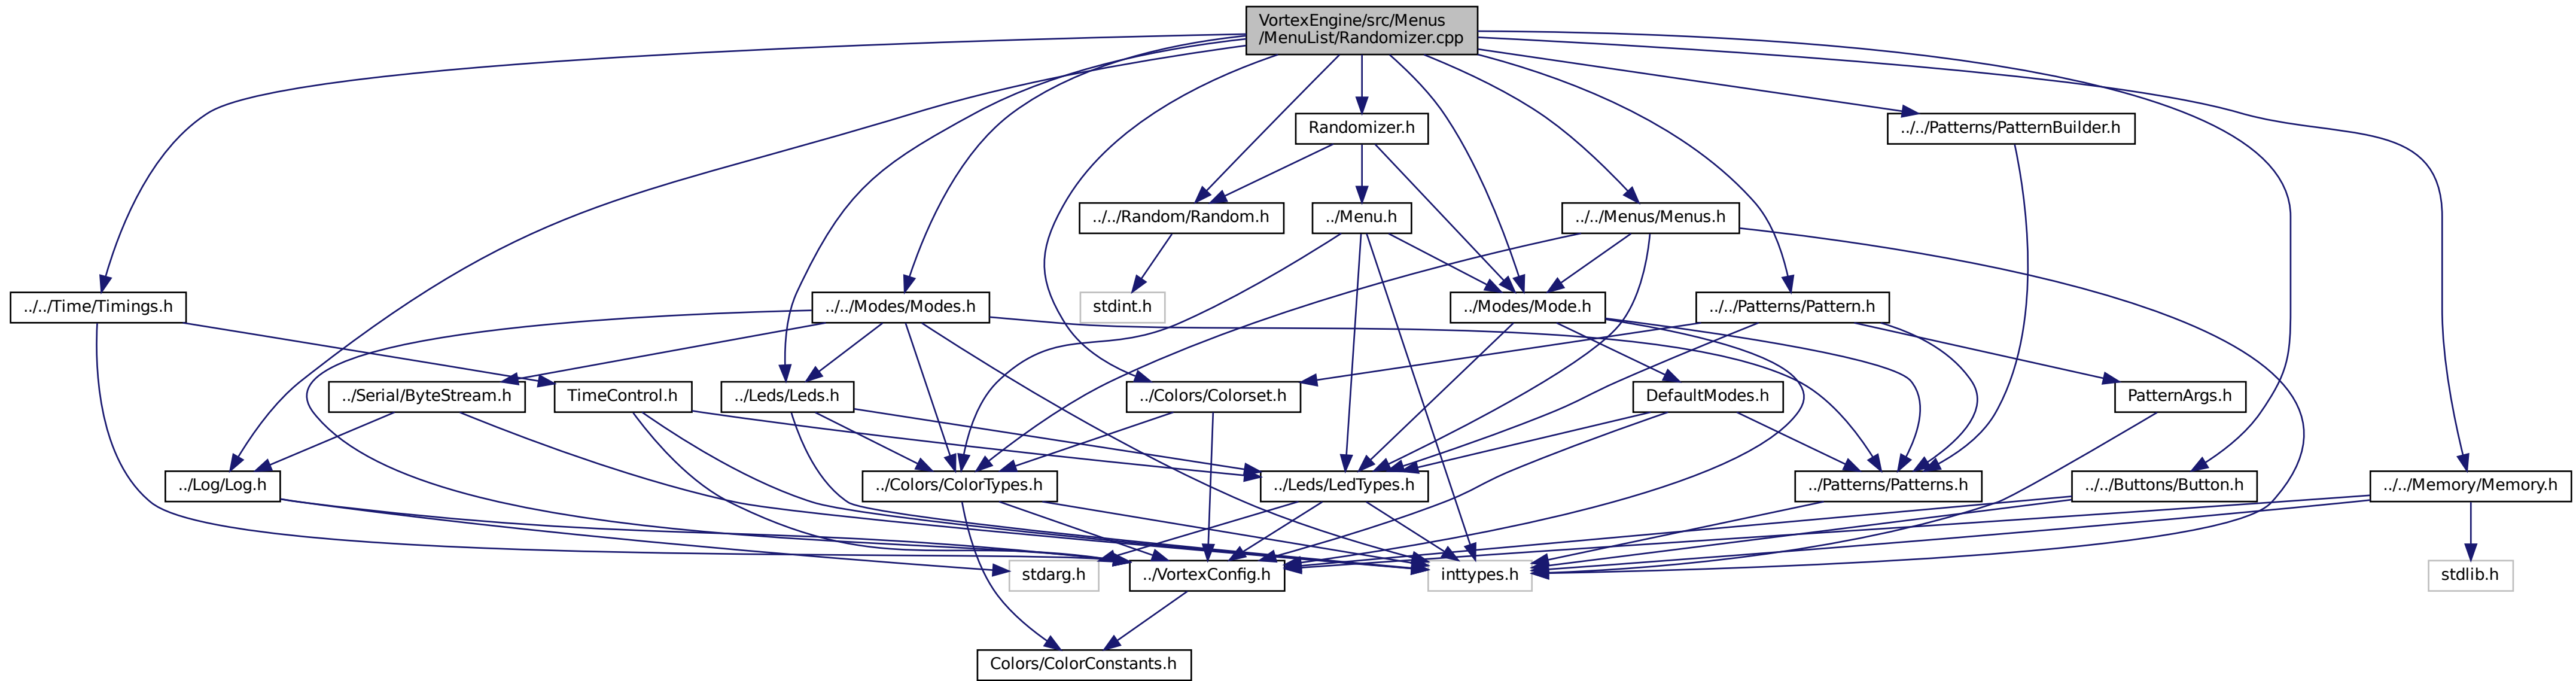 VortexEngine/src/Menus
/MenuList/Randomizer.cpp
Randomizer.h
../../Patterns/PatternBuilder.h
../../Random/Random.h
../Menu.h
../../Menus/Menus.h
../../Time/Timings.h
../../Modes/Modes.h
stdint.h
../Modes/Mode.h
../../Patterns/Pattern.h
../Serial/ByteStream.h
TimeControl.h
../Leds/Leds.h
../Colors/Colorset.h
DefaultModes.h
PatternArgs.h
../Log/Log.h
../Colors/ColorTypes.h
../Leds/LedTypes.h
../Patterns/Patterns.h
../../Buttons/Button.h
../../Memory/Memory.h
stdarg.h
../VortexConfig.h
inttypes.h
stdlib.h
Colors/ColorConstants.h